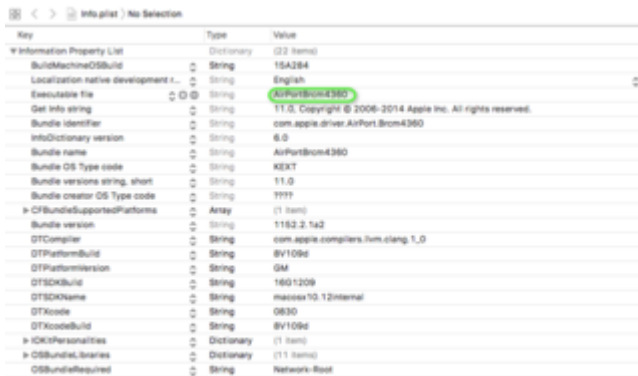 Info.plist > No Selection
Key Type Value
Information Property List Dictionary (22 items)
BuildMachineOSBuild String 15A284
Localization native development r... String English
Executable file String AirPortBrcm4360
Get Info string String 11.0, Copyright © 2006-2014 Apple Inc. All rights reserved.
Bundle identifier String com.apple.driver.AirPort.Brcm4360
InfoDictionary version String 6.0
Bundle name String AirPortBrcm4360
Bundle OS Type code String KEXT
Bundle versions string, short String 11.0
Bundle creator OS Type code String ????
CFBundleSupportedPlatforms Array (1 item)
Bundle version String 1152.2.1a2
DTCompiler String com.apple.compilers.llvm.clang.1_0
DTPlatformBuild String 8V109d
DTPlatformVersion String GM
DTSDKBuild String 16G1209
DTSDKName String macosx10.12internal
DTXcode String 0830
DTXcodeBuild String 8V109d
IOKitPersonalities Dictionary (1 item)
OSBundleLibraries Dictionary (11 items)
OSBundleRequired String Network-Root